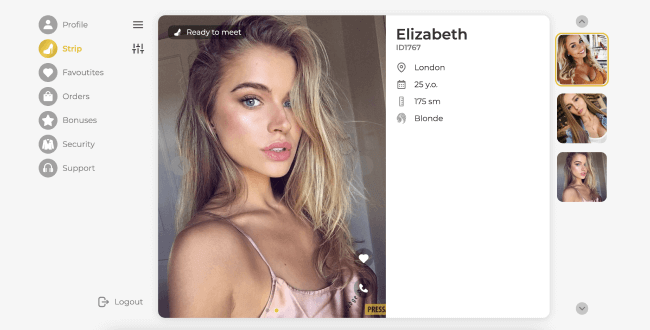 Profile
Strip
Favoutites
Orders
Bonuses
Security
Support
Logout
Ready to meet
PRESS
Elizabeth
ID1767
London
25 y.o.
175 sm
Blonde